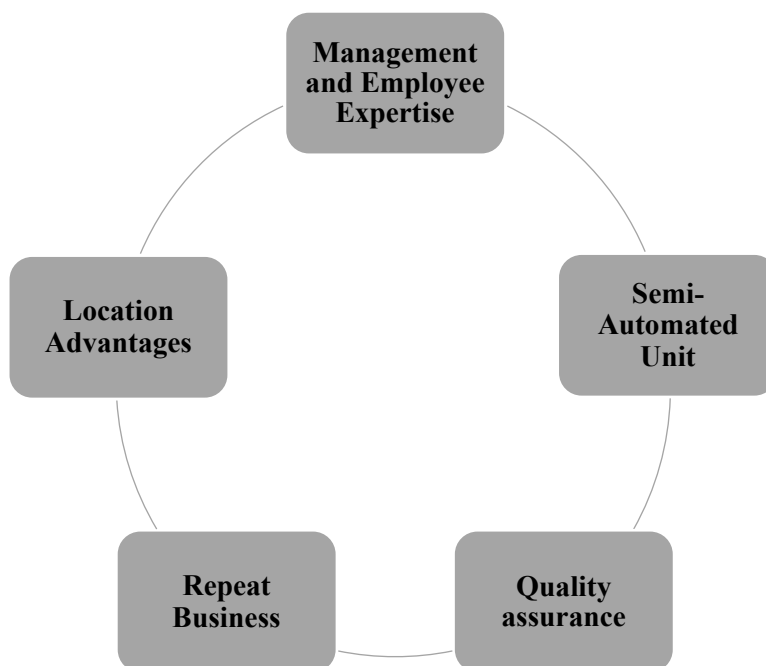 Management
and Employee
Expertise
Semi-
Automated
Unit
Quality
assurance
Repeat
Business
Location
Advantages